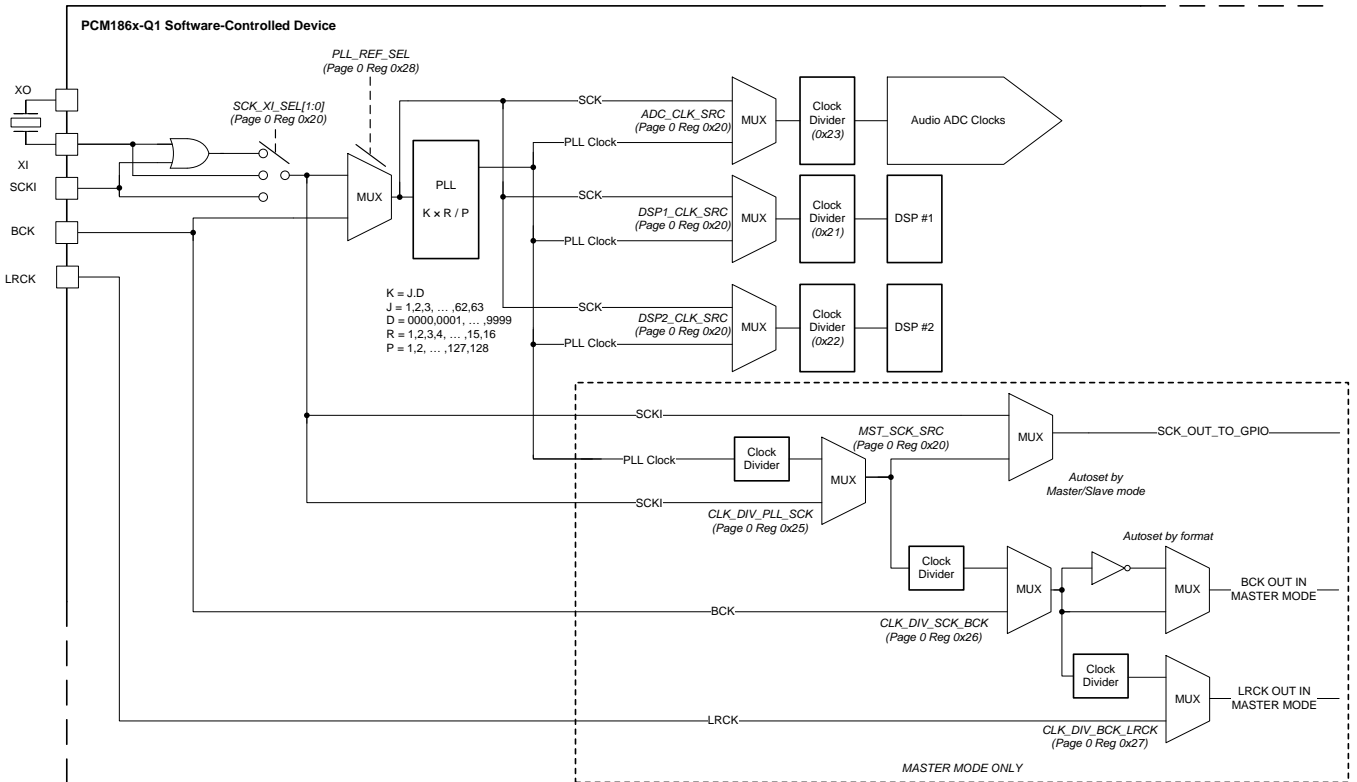 PCM186x-Q1 Software-Controlled Device
PLL_REF_SEL
(Page 0 Reg 0x28)
XO
SCK_XI_SEL[1:0]
(Page 0 Reg 0x20)
XI
SCKI
BCK
LRCK
MUX
PLL
K × R / P
K = J.D
J = 1,2,3, … ,62,63
D = 0000,0001, … ,9999
R = 1,2,3,4, … ,15,16
P = 1,2, … ,127,128
SCK
ADC_CLK_SRC
(Page 0 Reg 0x20)
PLL Clock
MUX
Clock
Divider
(0x23)
Audio ADC Clocks
SCK
DSP1_CLK_SRC
(Page 0 Reg 0x20)
PLL Clock
MUX
Clock
Divider
(0x21)
DSP #1
SCK
DSP2_CLK_SRC
(Page 0 Reg 0x20)
PLL Clock
MUX
Clock
Divider
(0x22)
DSP #2
SCKI
MST_SCK_SRC
(Page 0 Reg 0x20)
MUX
SCK_OUT_TO_GPIO
Autoset by
Master/Slave mode
PLL Clock
Clock
Divider
MUX
SCKI
CLK_DIV_PLL_SCK
(Page 0 Reg 0x25)
Autoset by format
Clock
Divider
MUX
MUX
BCK OUT IN
MASTER MODE
BCK
CLK_DIV_SCK_BCK
(Page 0 Reg 0x26)
Clock
Divider
MUX
LRCK OUT IN
MASTER MODE
LRCK
CLK_DIV_BCK_LRCK
(Page 0 Reg 0x27)
MASTER MODE ONLY